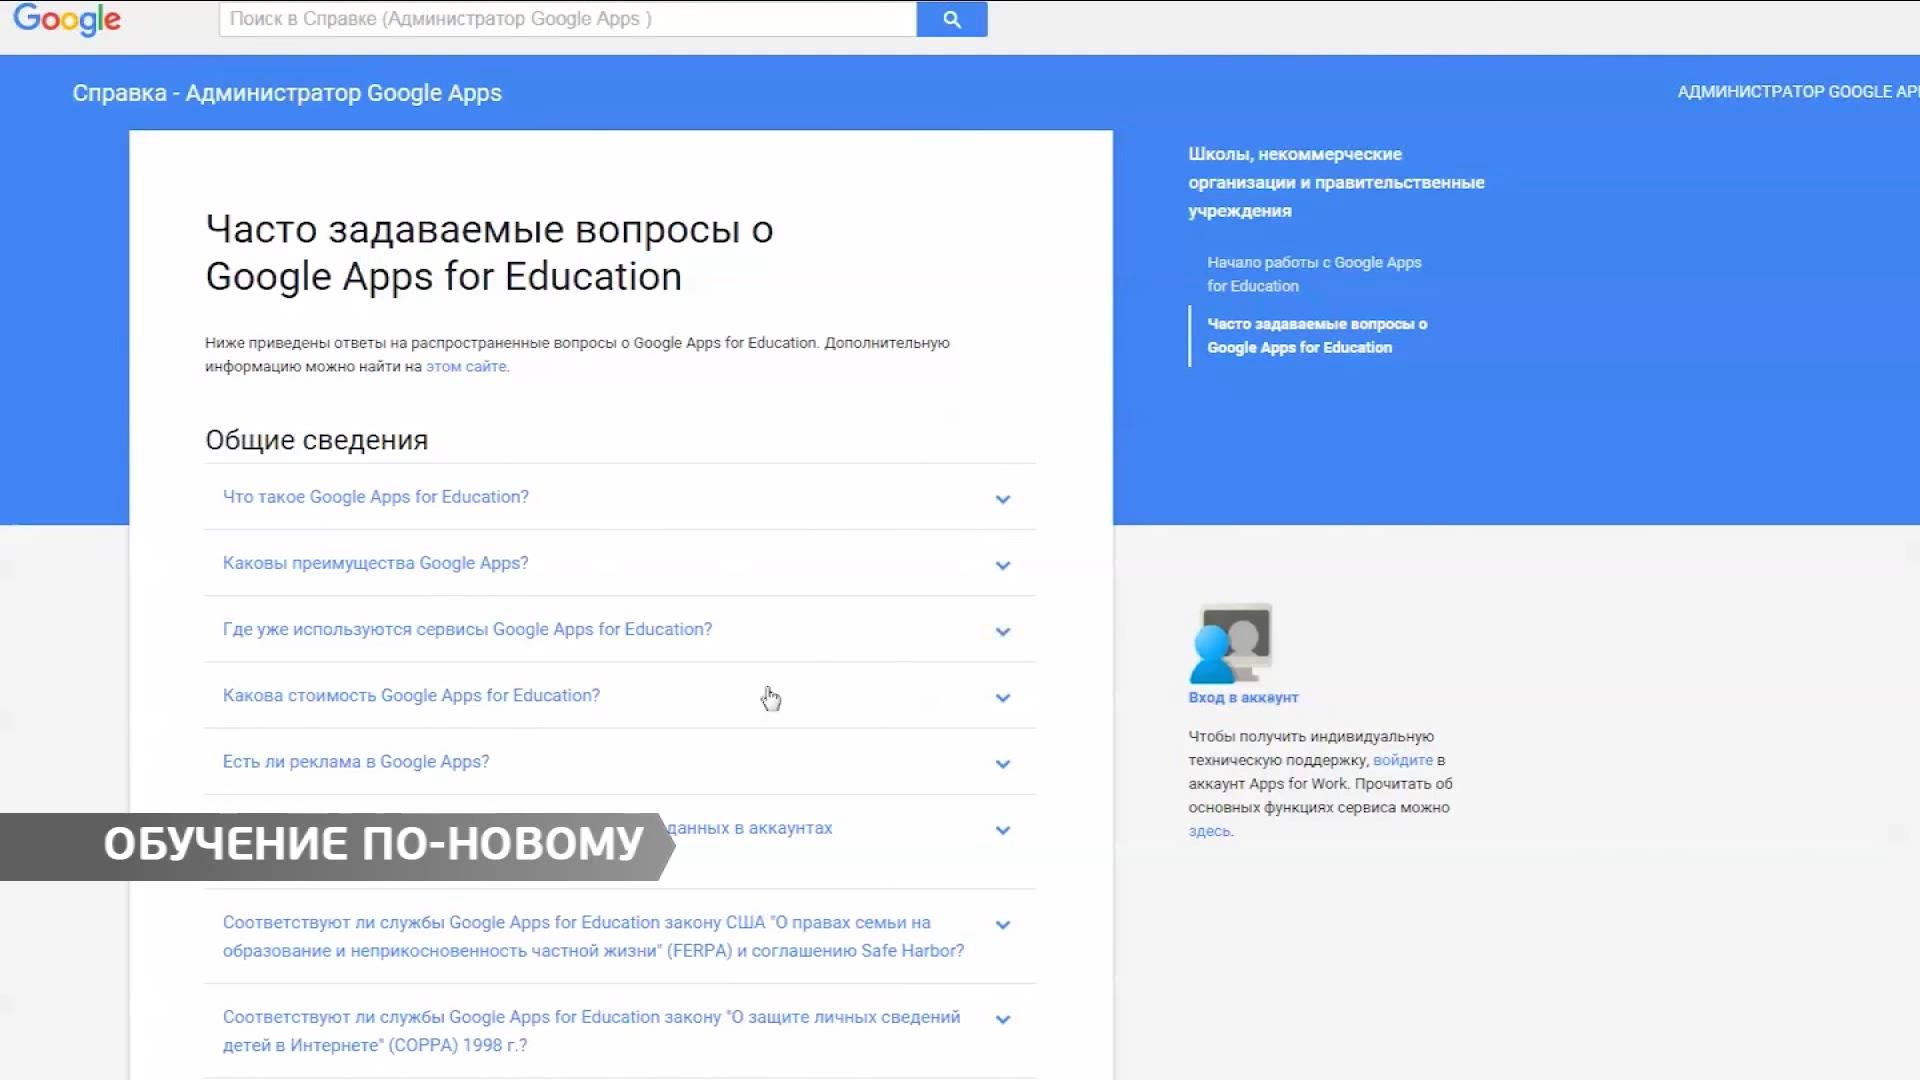 Google
Поиск в Справке (Администратор Google Apps )
Справка - Администратор Google Apps
АДМИНИСТРАТОР GOOGLE
Часто задаваемые вопросы о
Google Apps for Education
Ниже приведены ответы на распространенные вопросы о Google Apps for Education. Дополнительную
информацию можно найти на этом сайте.
Общие сведения
Что такое Google Apps for Education?
Каковы преимущества Google Apps?
Где уже используются сервисы Google Apps for Education?
Какова стоимость Google Apps for Education?
Есть ли реклама в Google Apps?
данных в аккаунтах
ОБУЧЕНИЕ ПО-НОВОМУ
Соответствуют ли службы Google Apps for Education закону США "О правах семьи на
образование и неприкосновенность частной жизни" (FERPA) и соглашению Safe Harbor?
Соответствуют ли службы Google Apps for Education закону "О защите личных сведений
детей в Интернете" (COPPA) 1998 г.?
Школы, некоммерческие
организации и правительственные
учреждения
Начало работы с Google Apps
for Education
Часто задаваемые вопросы о
Google Apps for Education
Вход в аккаунт
Чтобы получить индивидуальную
техническую поддержку, войдите в
аккаунт Apps for Work. Прочитать об
основных функциях сервиса можно
здесь.